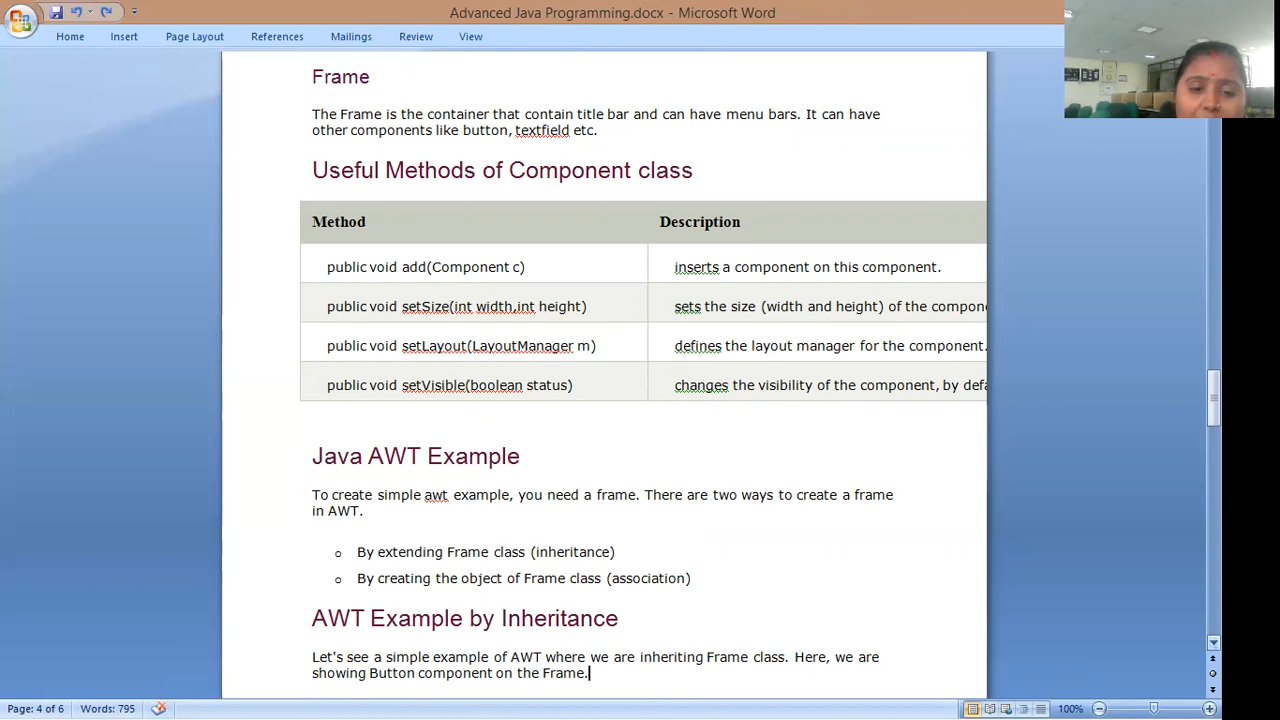 Advanced Java Programming.docx - Microsoft Word
Home Insert Page Layout References Mailings Review View
Frame
The Frame is the container that contain title bar and can have menu bars. It can have
other components like button, textfield etc.
Useful Methods of Component class
Method Description
public void add(Component c) inserts a component on this component.
public void setSize(int width,int height) sets the size (width and height) of the compone
public void setLayout(LayoutManager m) defines the layout manager for the component.
public void setVisible(boolean status) changes the visibility of the component, by defa
Java AWT Example
To create simple awt example, you need a frame. There are two ways to create a frame
in AWT.
o By extending Frame class (inheritance)
o By creating the object of Frame class (association)
AWT Example by Inheritance
Let's see a simple example of AWT where we are inheriting Frame class. Here, we are
showing Button component on the Frame.
Page: 4 of 6 Words: 795 100%